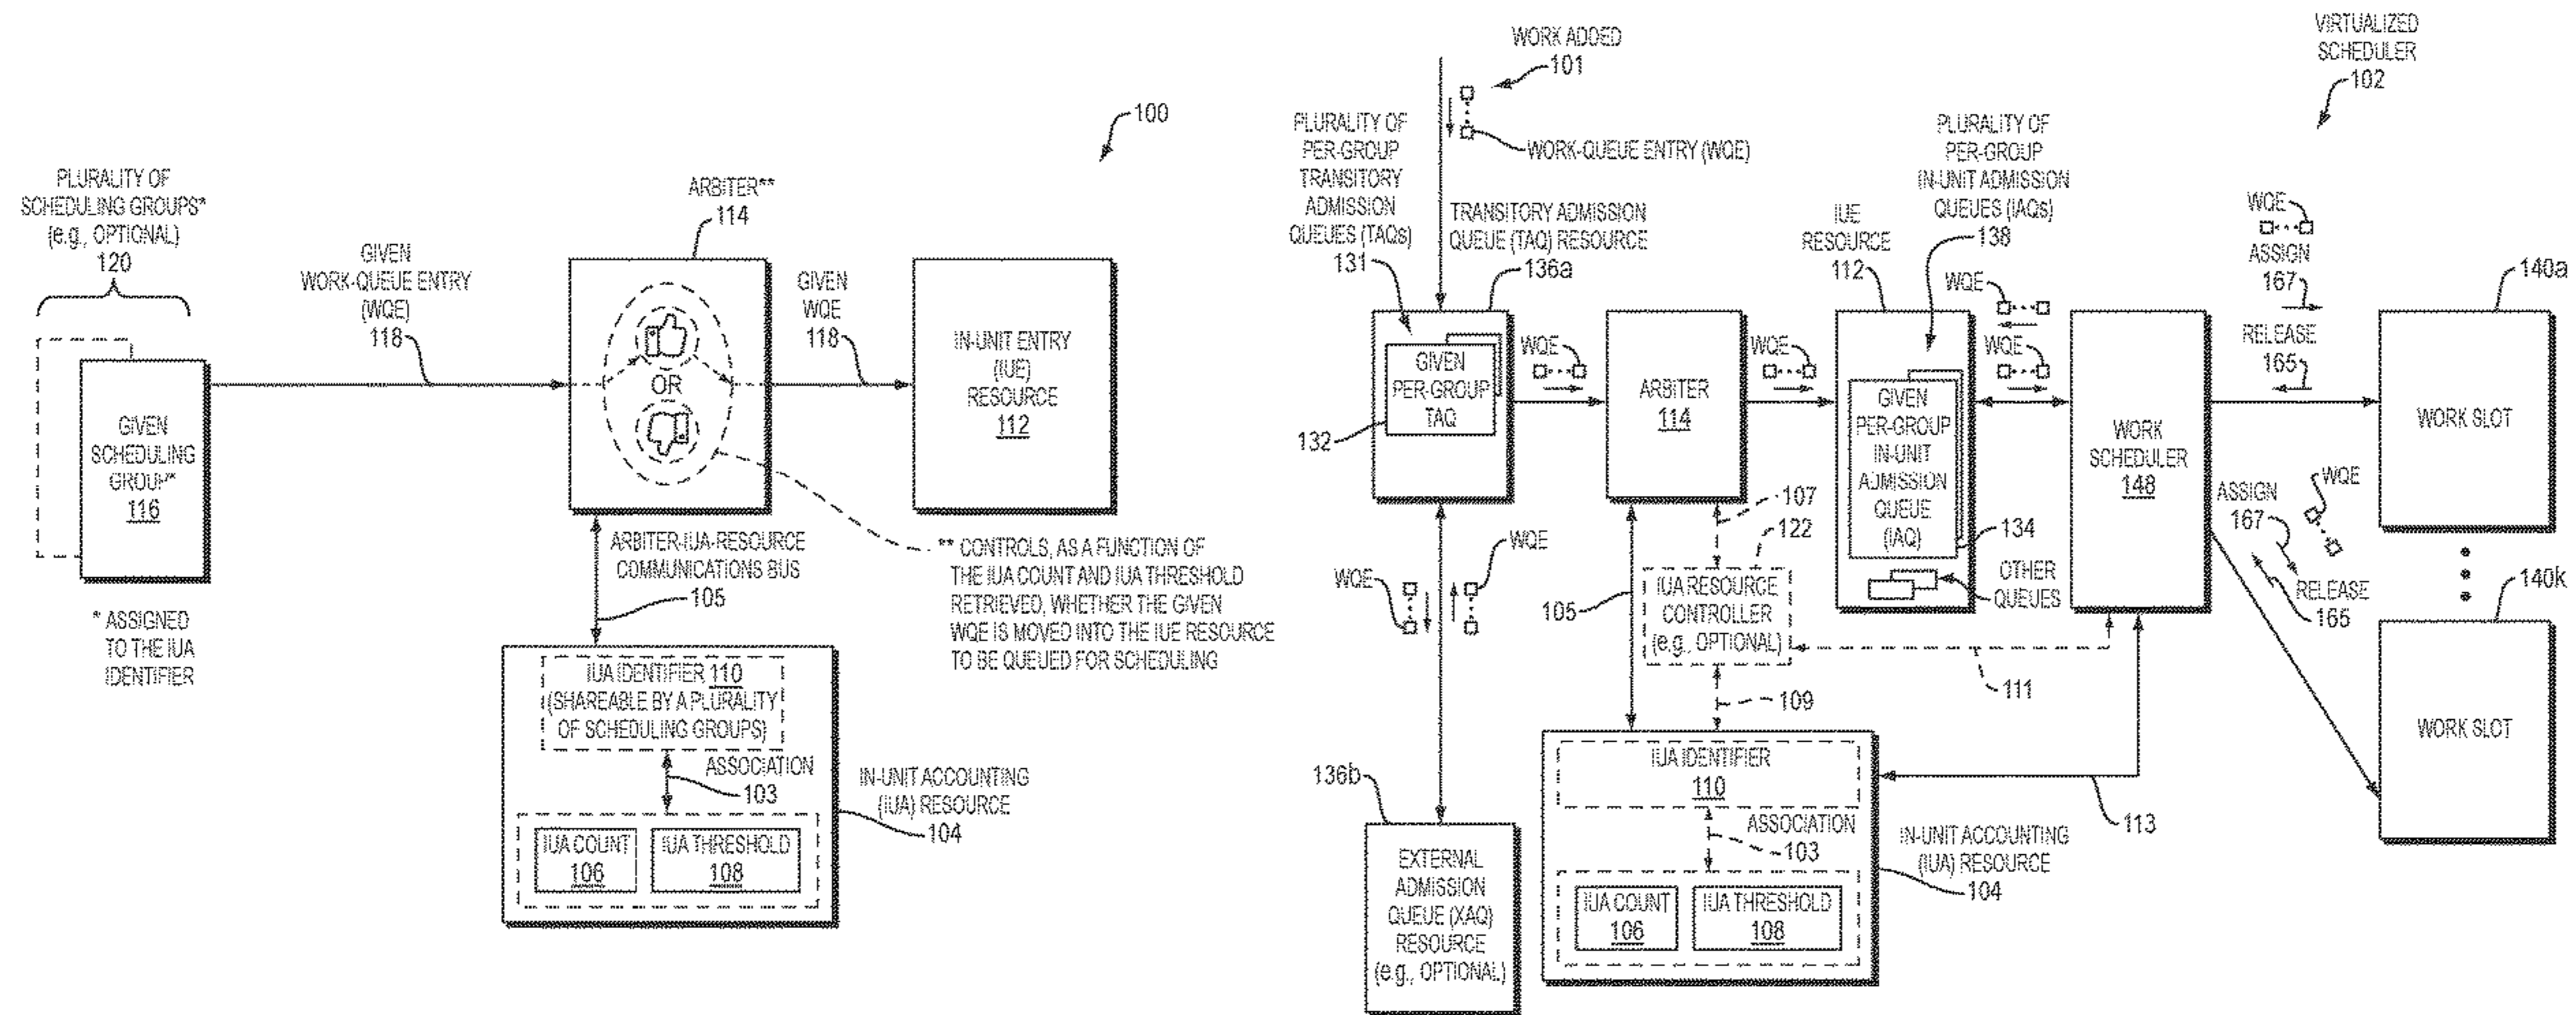 100
PLURALITY OF
SCHEDULING GROUPS*
(e.g., OPTIONAL)
120
GIVEN
WORK-QUEUE ENTRY
(WQE)
118
ARBITER**
114
GIVEN
WQE
118
OR
IN-UNIT ENTRY
(IUE)
RESOURCE
112
GIVEN
SCHEDULING
GROUP*
116
* ASSIGNED
TO THE IUA
IDENTIFIER
ARBITER-IUA-RESOURCE
COMMUNICATIONS BUS
105
** CONTROLS, AS A FUNCTION OF
THE IUA COUNT AND IUA THRESHOLD
RETRIEVED, WHETHER THE GIVEN
WQE IS MOVED INTO THE IUE RESOURCE
TO BE QUEUED FOR SCHEDULING
IUA IDENTIFIER 110
(SHAREABLE BY A PLURALITY
OF SCHEDULING GROUPS)
ASSOCIATION
103
IUA COUNT
106
IUA THRESHOLD
108
IN-UNIT ACCOUNTING
(IUA) RESOURCE
104
VIRTUALIZED
SCHEDULER
102
WORK ADDED
101
WORK-QUEUE ENTRY (WQE)
PLURALITY OF
PER-GROUP
TRANSITORY
ADMISSION
QUEUES (TAQs)
131
TRANSITORY ADMISSION
QUEUE (TAQ) RESOURCE
136a
IUE
RESOURCE
112
PLURALITY OF
PER-GROUP
IN-UNIT ADMISSION
QUEUES (IAQs)
138
WQE
ASSIGN
167
RELEASE
165
140a
GIVEN
PER-GROUP
TAQ
132
WQE
ARBITER
114
WQE
GIVEN
PER-GROUP
IN-UNIT
ADMISSION
QUEUE
(IAQ)
134
OTHER
QUEUES
WQE
WQE
WORK
SCHEDULER
148
WORK SLOT
ASSIGN
167
WQE
RELEASE
165
140k
WORK SLOT
107
122
105
IUA RESOURCE
CONTROLLER
(e.g., OPTIONAL)
109
111
113
WQE
WQE
136b
EXTERNAL
ADMISSION
QUEUE (XAQ)
RESOURCE
(e.g., OPTIONAL)
IUA IDENTIFIER
110
ASSOCIATION
103
IUA COUNT
106
IUA THRESHOLD
108
IN-UNIT ACCOUNTING
(IUA) RESOURCE
104